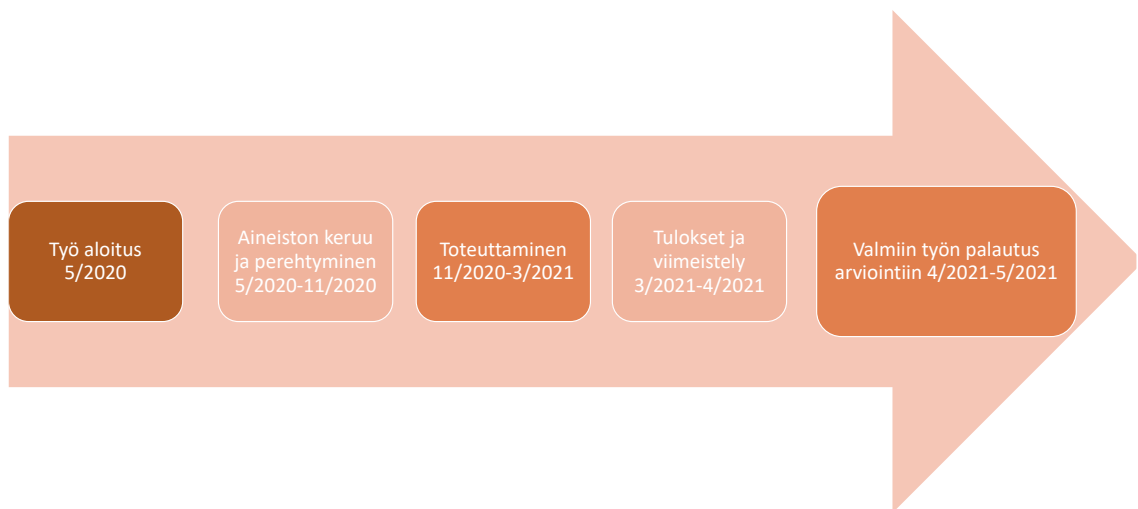 Työ aloitus
5/2020
Aineiston keruu
ja perehtyminen
5/2020-11/2020
Toteuttaminen
11/2020-3/2021
Tulokset ja
viimeistely
3/2021-4/2021
Valmiin työn palautus
arviointiin 4/2021-5/2021